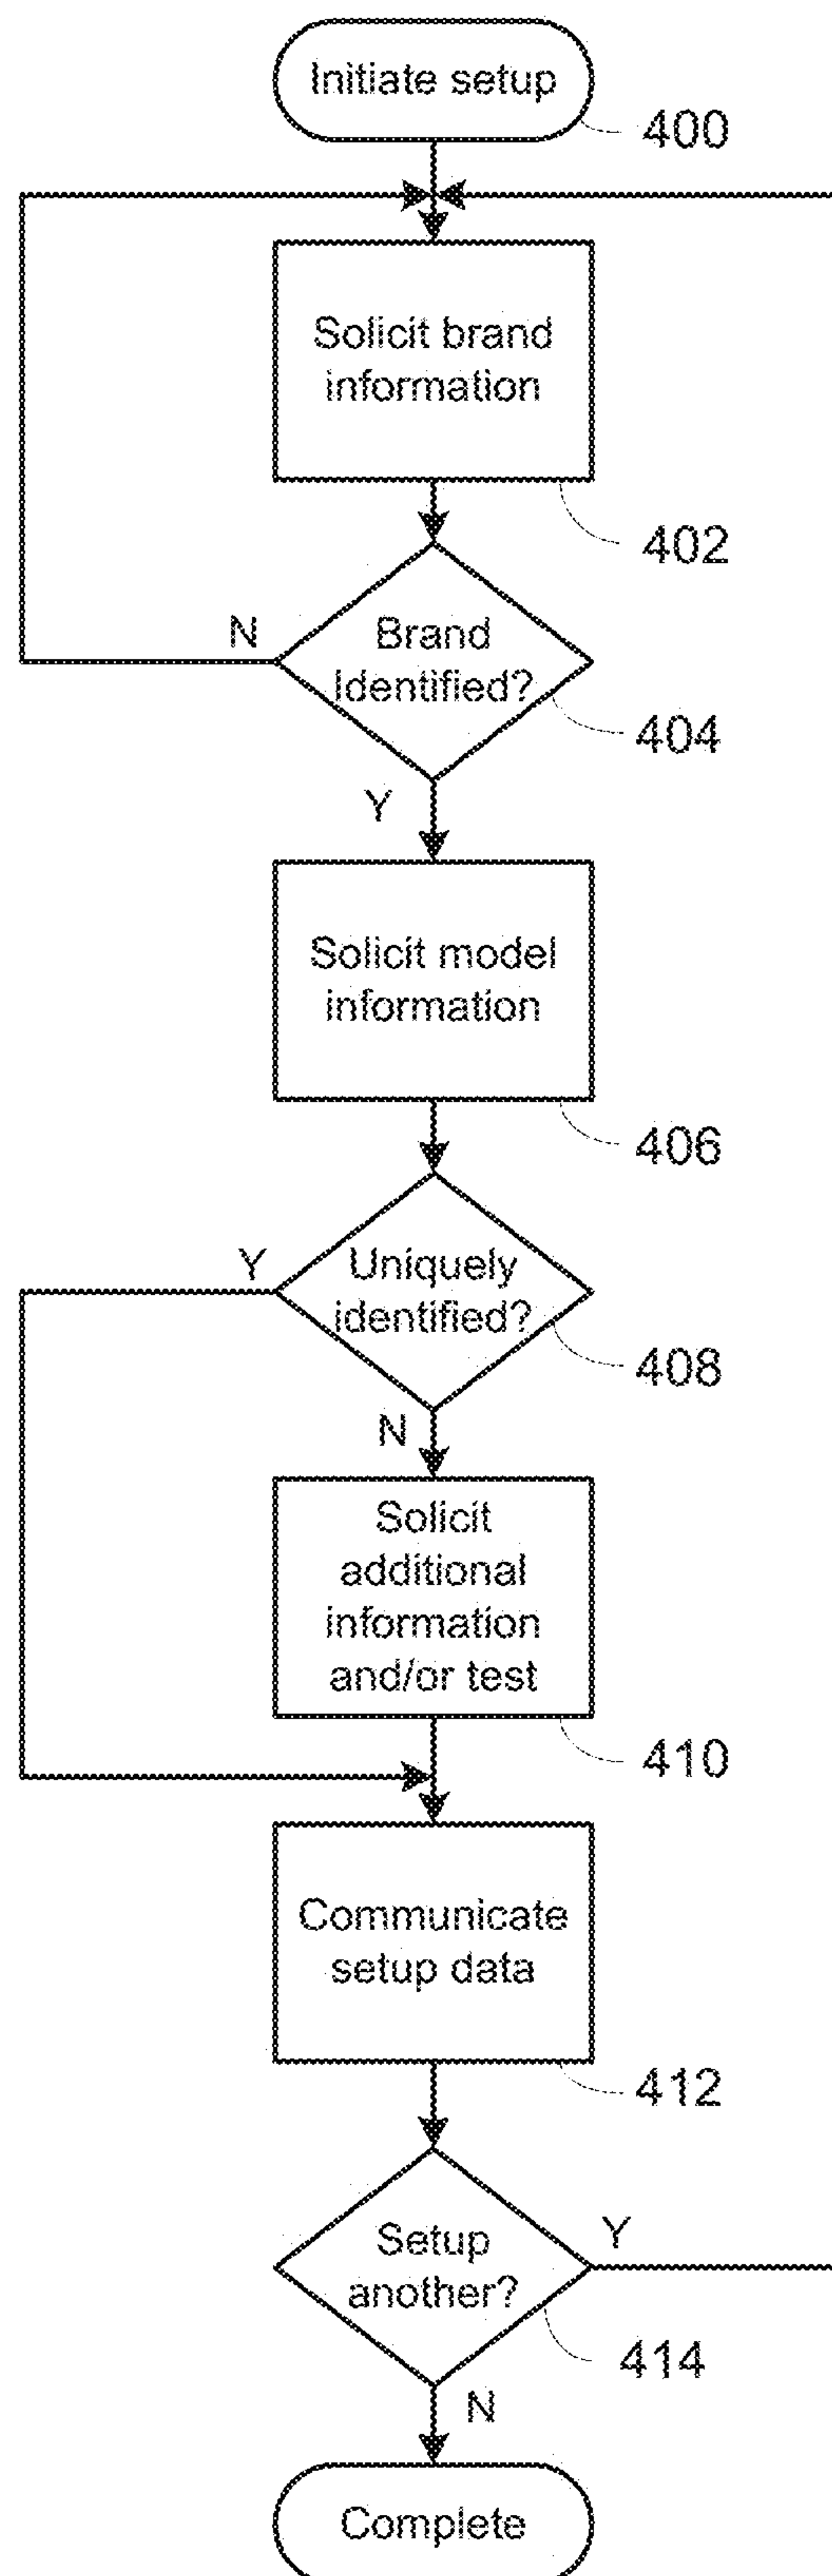 Initiate setup
400
Solicit brand
information
402
N
Brand
Identified?
404
Y
Solicit model
information
406
Y
Uniquely
identified?
408
N
Solicit
additional
information
and/or test
410
Communicate
setup data
412
Setup
another?
Y
414
N
Complete